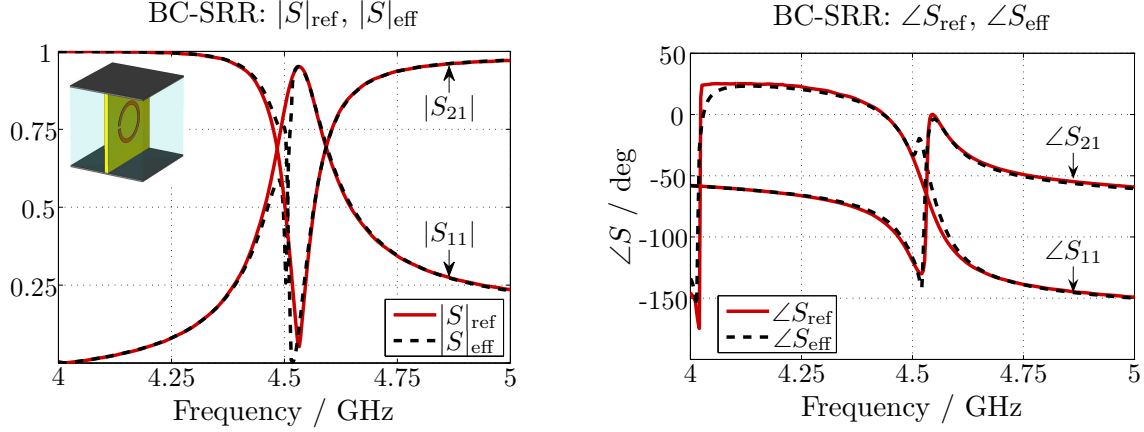 BC-SRR: |S|ref, |S|eff
1
0.75
0.5
0.25
|S21|
|S11|
|S|ref
|S|eff
4 4.25 4.5 4.75 5
Frequency / GHz
BC-SRR: ∠Sref, ∠Seff
∠S / deg
50
0
-50
-100
-150
∠S21
∠S11
∠Sref
∠Seff
4 4.25 4.5 4.75 5
Frequency / GHz